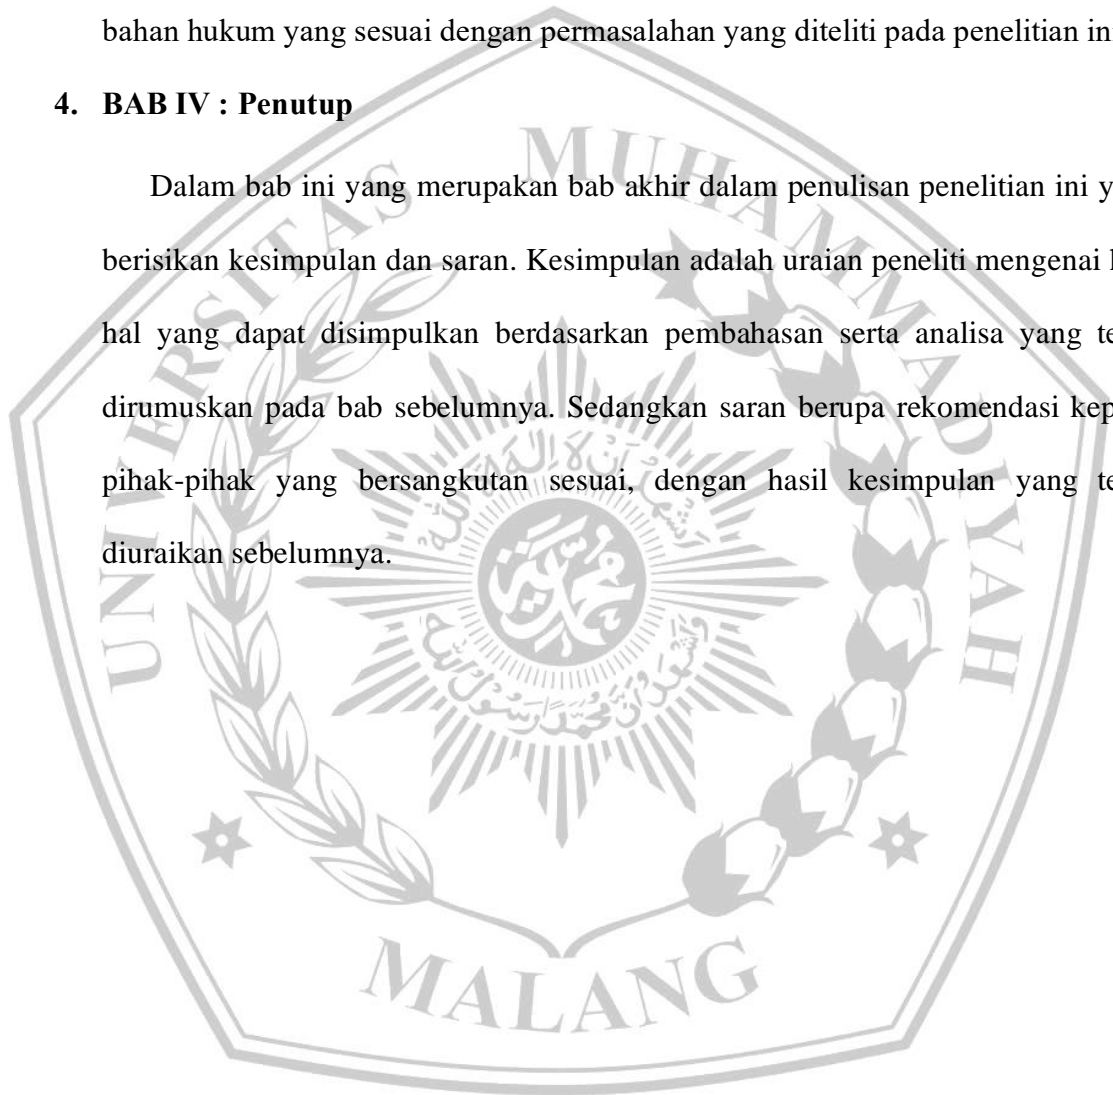 bahan hukum yang sesuai dengan permasalahan yang diteliti pada penelitian ini
4. BAB IV : Penutup
Dalam bab ini yang merupakan bab akhir dalam penulisan penelitian ini y
berisikan kesimpulan dan saran. Kesimpulan adalah uraian peneliti mengenai
hal yang dapat disimpulkan berdasarkan pembahasan serta analisa yang te
dirumuskan pada bab sebelumnya. Sedangkan saran berupa rekomendasi kep
pihak-pihak yang bersangkutan sesuai, dengan hasil kesimpulan yang te
diuraikan sebelumnya.
UNIVERSITAS MUHAMMADIYAH
MALANG